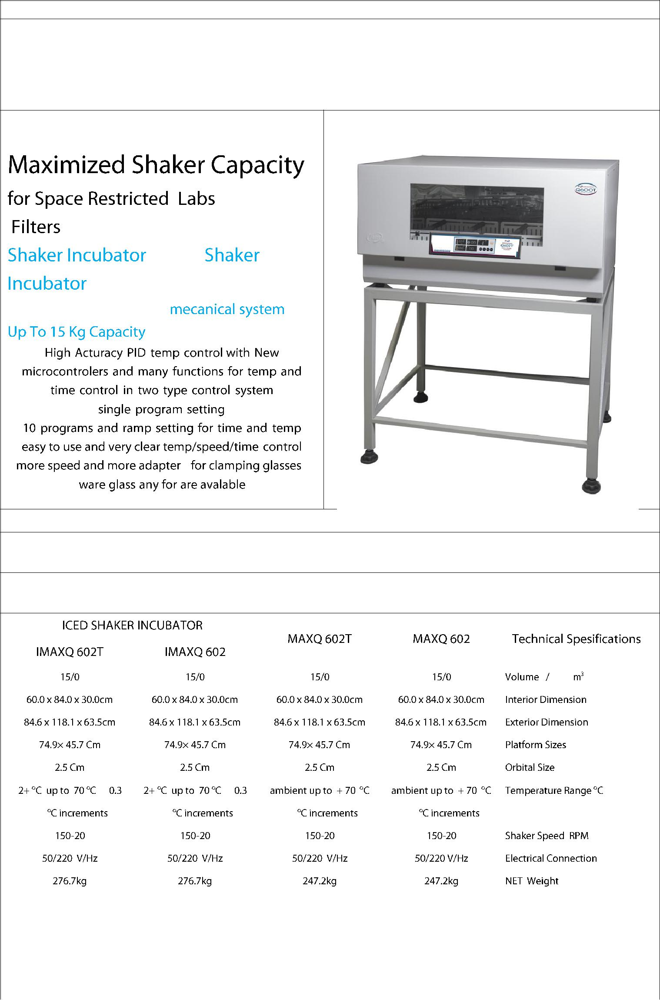 Maximized Shaker Capacity
for Space Restricted Labs
Filters
Shaker Incubator Shaker
Incubator
mecanical system
Up To 15 Kg Capacity
High Acturacy PID temp control with New
microcontrolers and many functions for temp and
time control in two type control system
single program setting
10 programs and ramp setting for time and temp
easy to use and very clear temp/speed/time control
more speed and more adapter for clamping glasses
ware glass any for are avalable
Q600T
Q602T
ICED SHAKER INCUBATOR
MAXQ 602T MAXQ 602 Technical Spesifications
IMAXQ 602T IMAXQ 602
15/0 15/0 15/0 15/0 Volume / m³
60.0 x 84.0 x 30.0cm 60.0 x 84.0 x 30.0cm 60.0 x 84.0 x 30.0cm 60.0 x 84.0 x 30.0cm Interior Dimension
84.6 x 118.1 x 63.5cm 84.6 x 118.1 x 63.5cm 84.6 x 118.1 x 63.5cm 84.6 x 118.1 x 63.5cm Exterior Dimension
74.9× 45.7 Cm 74.9× 45.7 Cm 74.9× 45.7 Cm 74.9× 45.7 Cm Platform Sizes
2.5 Cm 2.5 Cm 2.5 Cm 2.5 Cm Orbital Size
2+ °C up to 70 °C 0.3 2+ °C up to 70 °C 0.3 ambient up to + 70 °C ambient up to + 70 °C Temperature Range °C
°C increments °C increments °C increments °C increments
150-20 150-20 150-20 150-20 Shaker Speed RPM
50/220 V/Hz 50/220 V/Hz 50/220 V/Hz 50/220 V/Hz Electrical Connection
276.7kg 276.7kg 247.2kg 247.2kg NET Weight